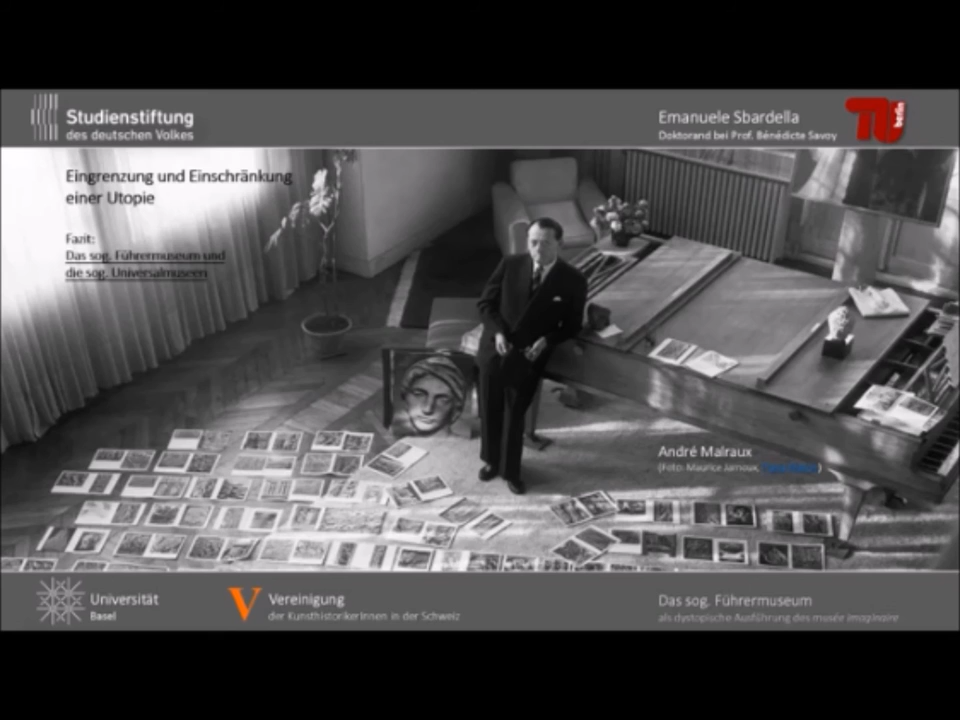 Studienstiftung
des deutschen Volkes
Emanuele Sbardella
Doktorand bei Prof. Bénédicte Savoy
TU berlin
Eingrenzung und Einschränkung
einer Utopie
Fazit:
Das sog. Führermuseum und
die sog. Universalmuseen
André Malraux
(Foto: Maurice Jarnoux, )
Universität
Basel
V Vereinigung
der KunsthistorikerInnen in der Schweiz
Das sog. Führermuseum
als dystopische Ausführung des musée imaginaire